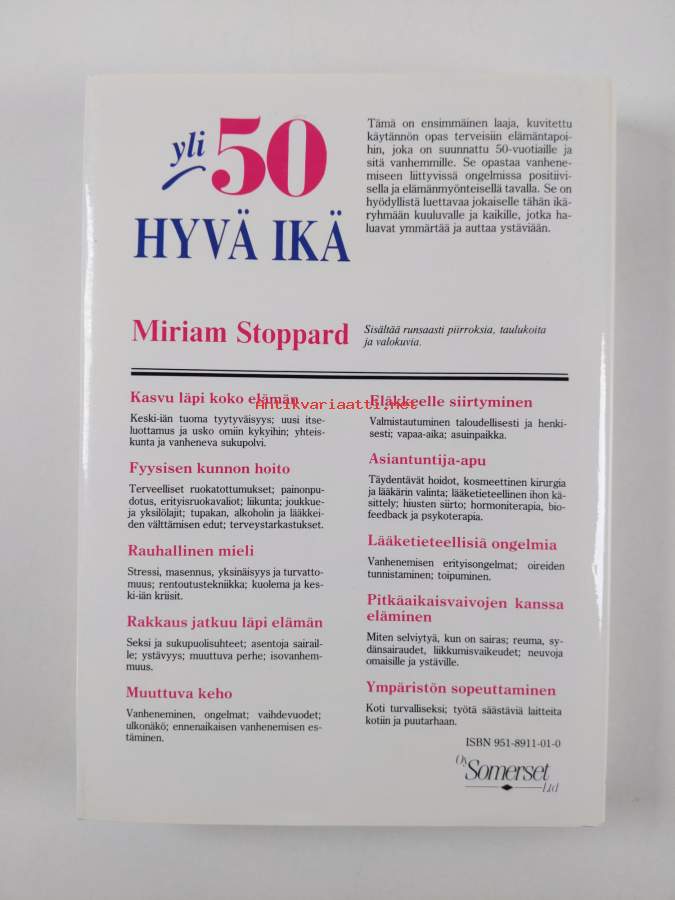 yli 50
HYVÄ IKÄ
Tämä on ensimmäinen laaja, kuvitettu
käytännön opas terveisiin elämäntapoi-
hin, joka on suunnattu 50-vuotiaille ja
sitä vanhemmille. Se opastaa vanhene-
miseen liittyvissä ongelmissa positiivi-
sella ja elämänmyönteisellä tavalla. Se on
hyödyllistä luettavaa jokaiselle tähän ikä-
ryhmään kuuluvalle ja kaikille, jotka ha-
luavat ymmärtää ja auttaa ystäviään.
Miriam Stoppard
Sisältää runsaasti piirroksia, taulukoita
ja valokuvia.
Antikvariaatti.net
Kasvu läpi koko elämän
Keski-iän tuoma tyytyväisyys; uusi itse-
luottamus ja usko omiin kykyihin; yhteis-
kunta ja vanheneva sukupolvi.
Fyysisen kunnon hoito
Terveelliset ruokatottumukset; painonpu-
dotus, erityisruokavaliot; liikunta; joukkue-
ja yksilölajit; tupakan, alkoholin ja lääkkei-
den välttämisen edut; terveystarkastukset.
Rauhallinen mieli
Stressi, masennus, yksinäisyys ja turvatto-
muus; rentoutustekniikka; kuolema ja kes-
ki-iän kriisit.
Rakkaus jatkuu läpi elämän
Seksi ja sukupuolisuhteet; asentoja sairail-
le; ystävyys; muuttuva perhe; isovanhem-
muus.
Muuttuva keho
Vanheneminen, ongelmat; vaihdevuodet;
ulkonäkö; ennenaikaisen vanhenemisen es-
täminen.
Eläkkeelle siirtyminen
Valmistautuminen taloudellisesti ja henki-
sesti; vapaa-aika; asuinpaikka.
Asiantuntija-apu
Täydentävät hoidot, kosmeettinen kirurgia
ja lääkärin valinta; lääketieteellinen ihon kä-
sittely; hiusten siirto; hormoniterapia, bio-
feedback ja psykoterapia.
Lääketieteellisiä ongelmia
Vanhenemisen erityisongelmat; oireiden
tunnistaminen; toipuminen.
Pitkäaikaisvaivojen kanssa
eläminen
Miten selviytyä, kun on sairas; reuma, sy-
dänsairaudet, liikkumisvaikeudet; neuvoja
omaisille ja ystäville.
Ympäristön sopeuttaminen
Koti turvalliseksi; työtä säästäviä laitteita
kotiin ja puutarhaan.
ISBN 951-8911-01-0
Oy Somerset
Ltd